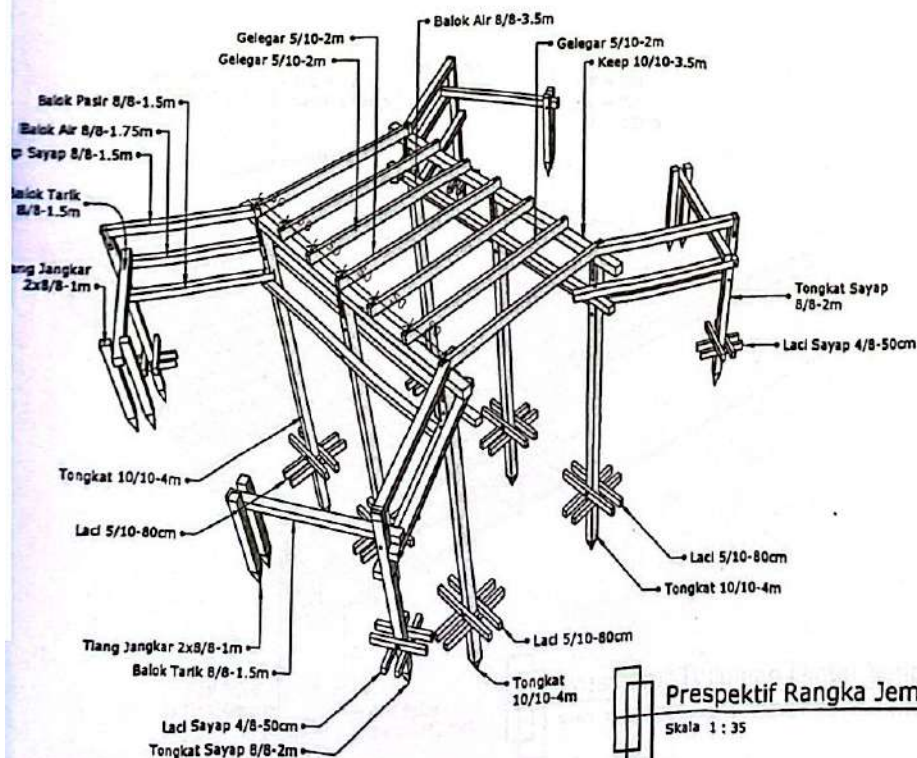 Balok Air 8/8-3.5m
Gelegar 5/10-2m
Gelegar 5/10-2m
Gelegar 5/10-2m
Keep 10/10-3.5m
Balok Pasir 8/8-1.5m
Balok Air 8/8-1.75m
Sayap 8/8-1.5m
Balok Tarik
8/8-1.5m
Jangkar
2x8/8-1m
Tongkat Sayap
8/8-2m
Laci Sayap 4/8-50cm
Tongkat 10/10-4m
Laci 5/10-80cm
Laci 5/10-80cm
Tongkat 10/10-4m
Laci 5/10-80cm
Tiang Jangkar 2x8/8-1m
Balok Tarik 8/8-1.5m
Tongkat
10/10-4m
Laci Sayap 4/8-50cm
Tongkat Sayap 8/8-2m
Prespektif Rangka Jem
Skala 1 : 35